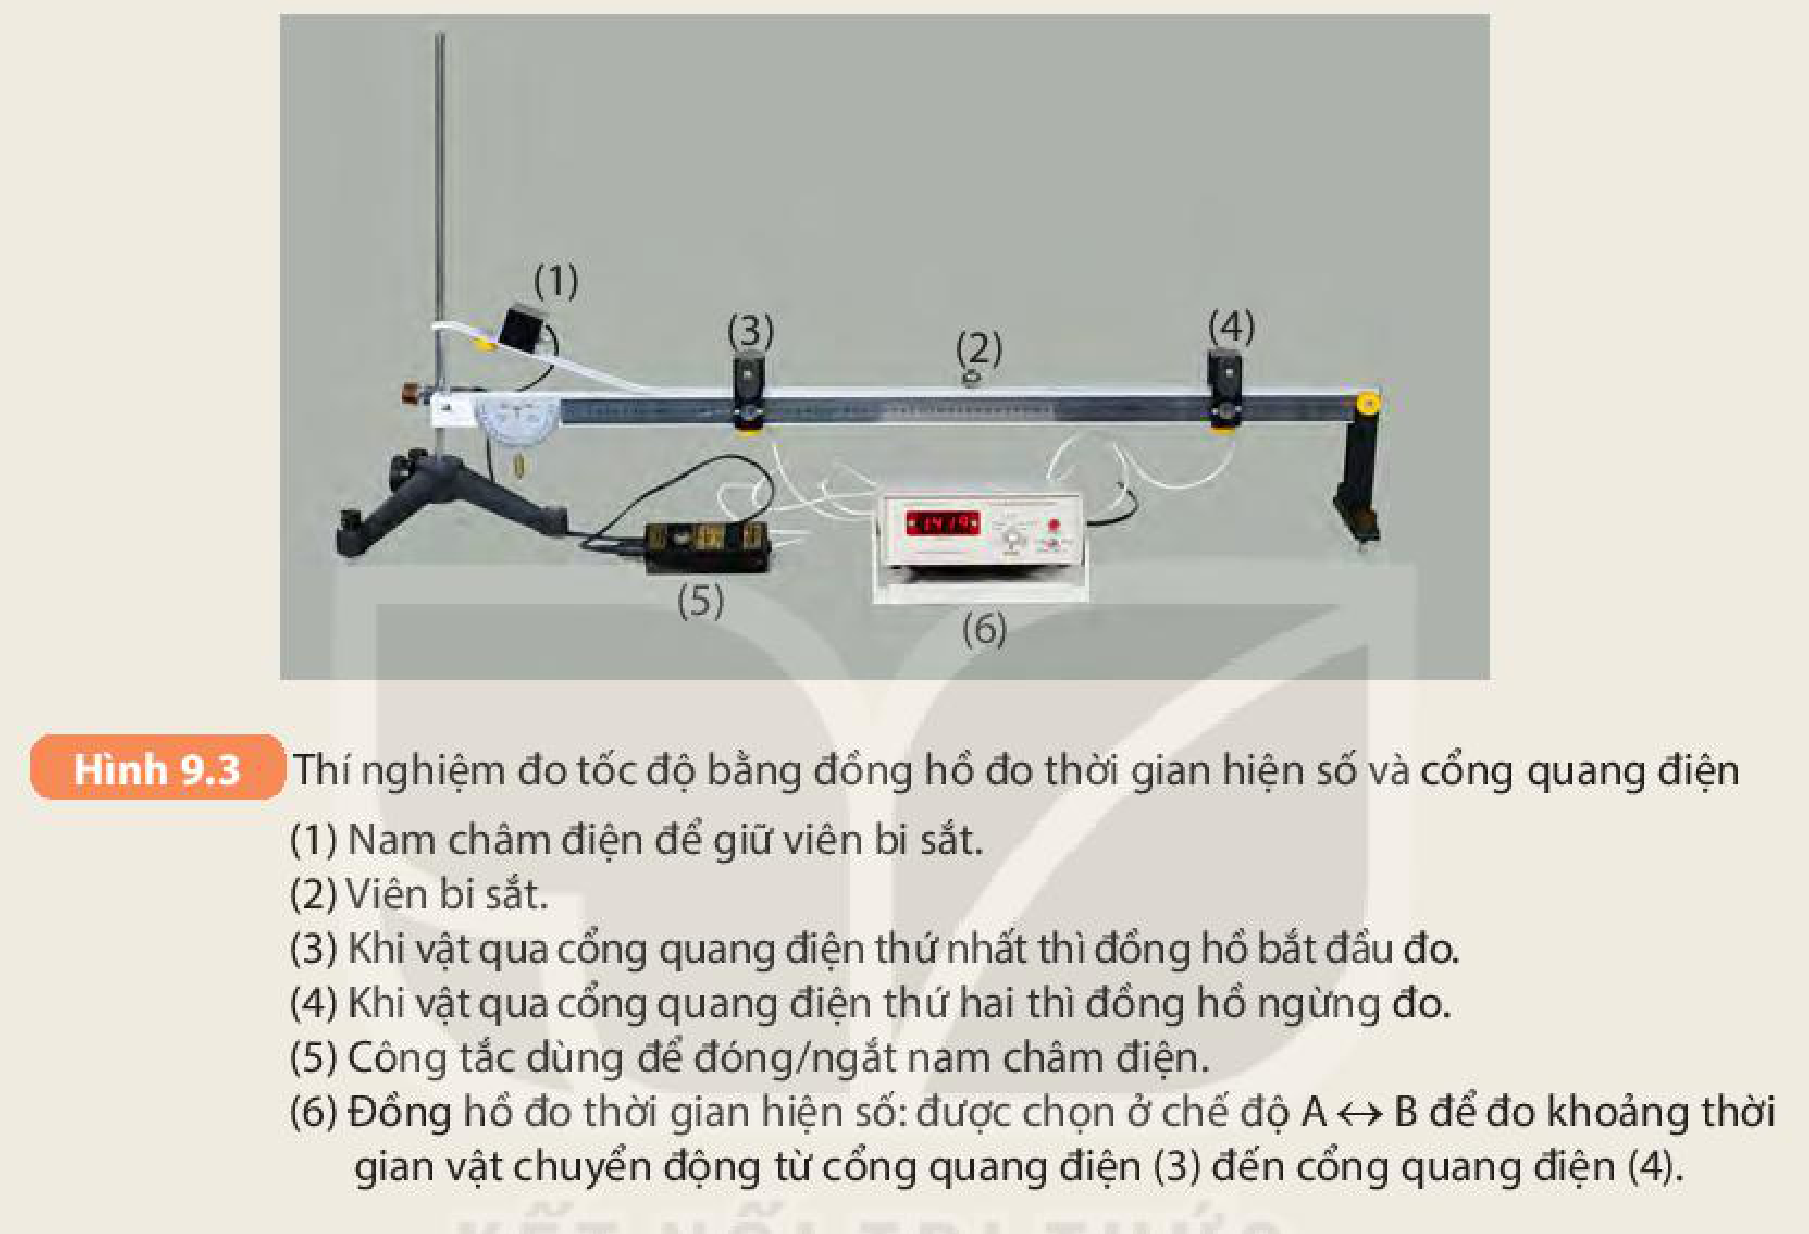 (1)
(3)
(2)
(4)
(5)
(6)
Hình 9.3 Thí nghiệm đo tốc độ bằng đồng hồ đo thời gian hiện số và cổng quang điện
(1) Nam châm điện để giữ viên bi sắt.
(2) Viên bi sắt.
(3) Khi vật qua cổng quang điện thứ nhất thì đồng hồ bắt đầu đo.
(4) Khi vật qua cổng quang điện thứ hai thì đồng hồ ngừng đo.
(5) Công tắc dùng để đóng/ngắt nam châm điện.
(6) Đồng hồ đo thời gian hiện số: được chọn ở chế độ A ↔ B để đo khoảng thời
gian vật chuyển động từ cổng quang điện (3) đến cổng quang điện (4).